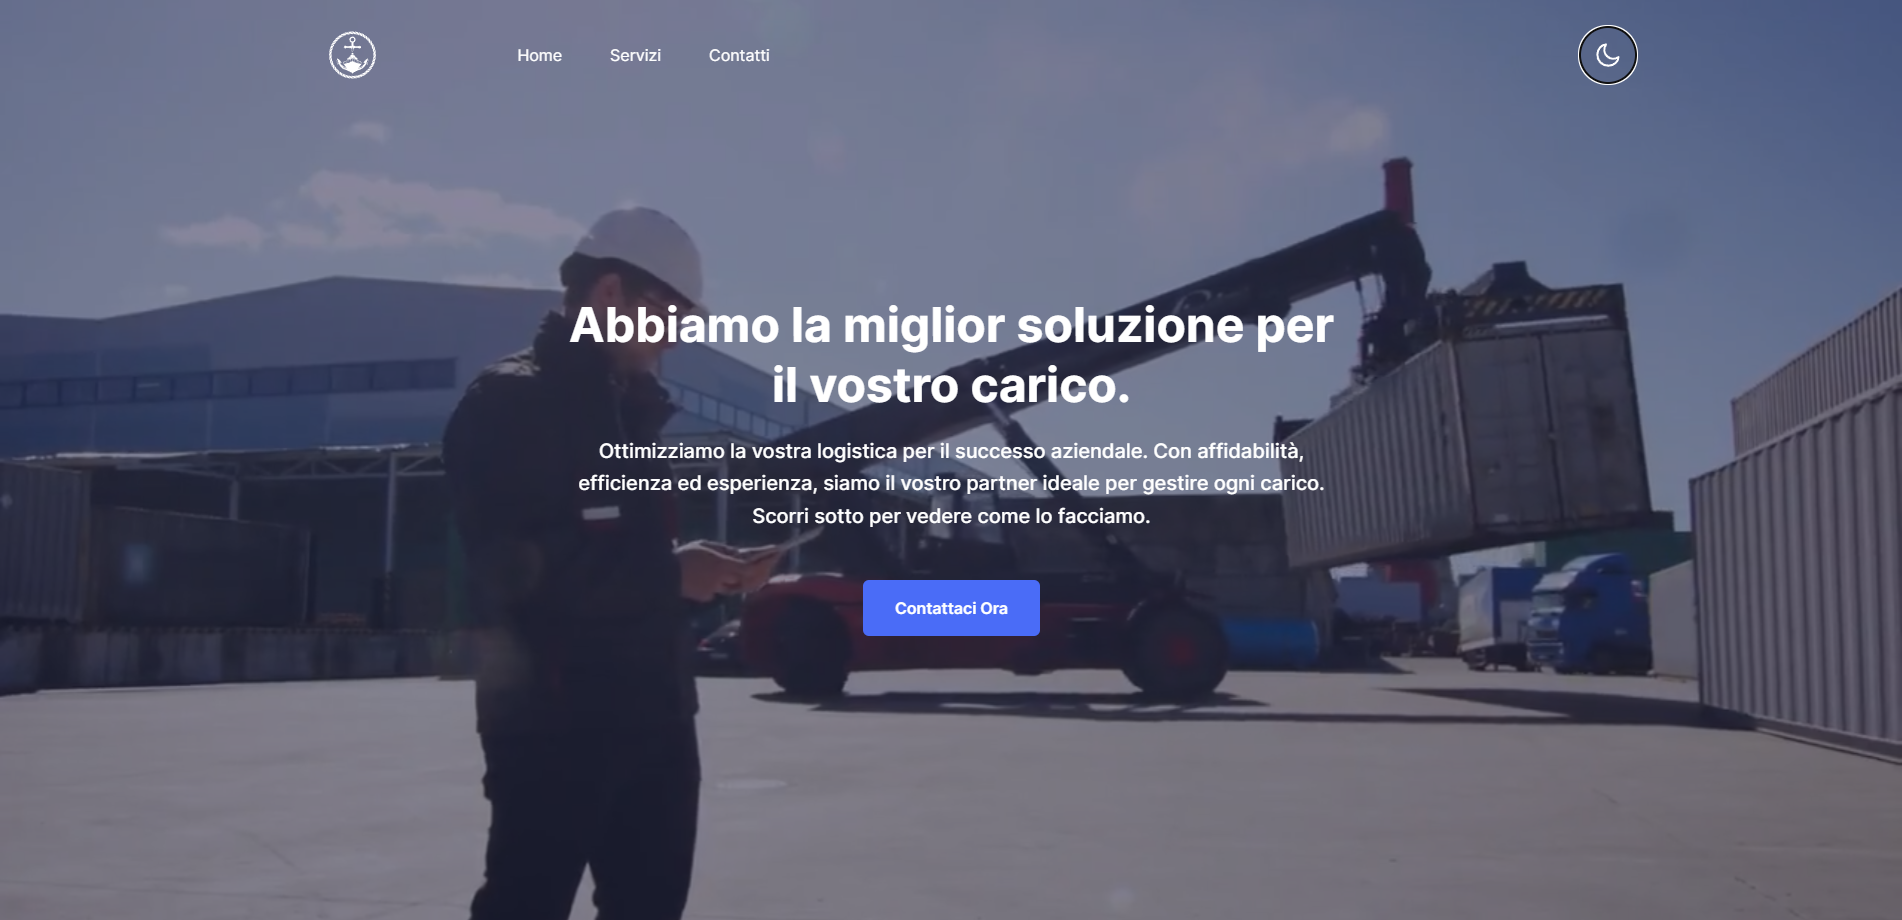 Home
Servizi
Contatti
Abbiamo la miglior soluzione per
il vostro carico.
Ottimizziamo la vostra logistica per il successo aziendale. Con affidabilità,
efficienza ed esperienza, siamo il vostro partner ideale per gestire ogni carico.
Scorri sotto per vedere come lo facciamo.
Contattaci Ora